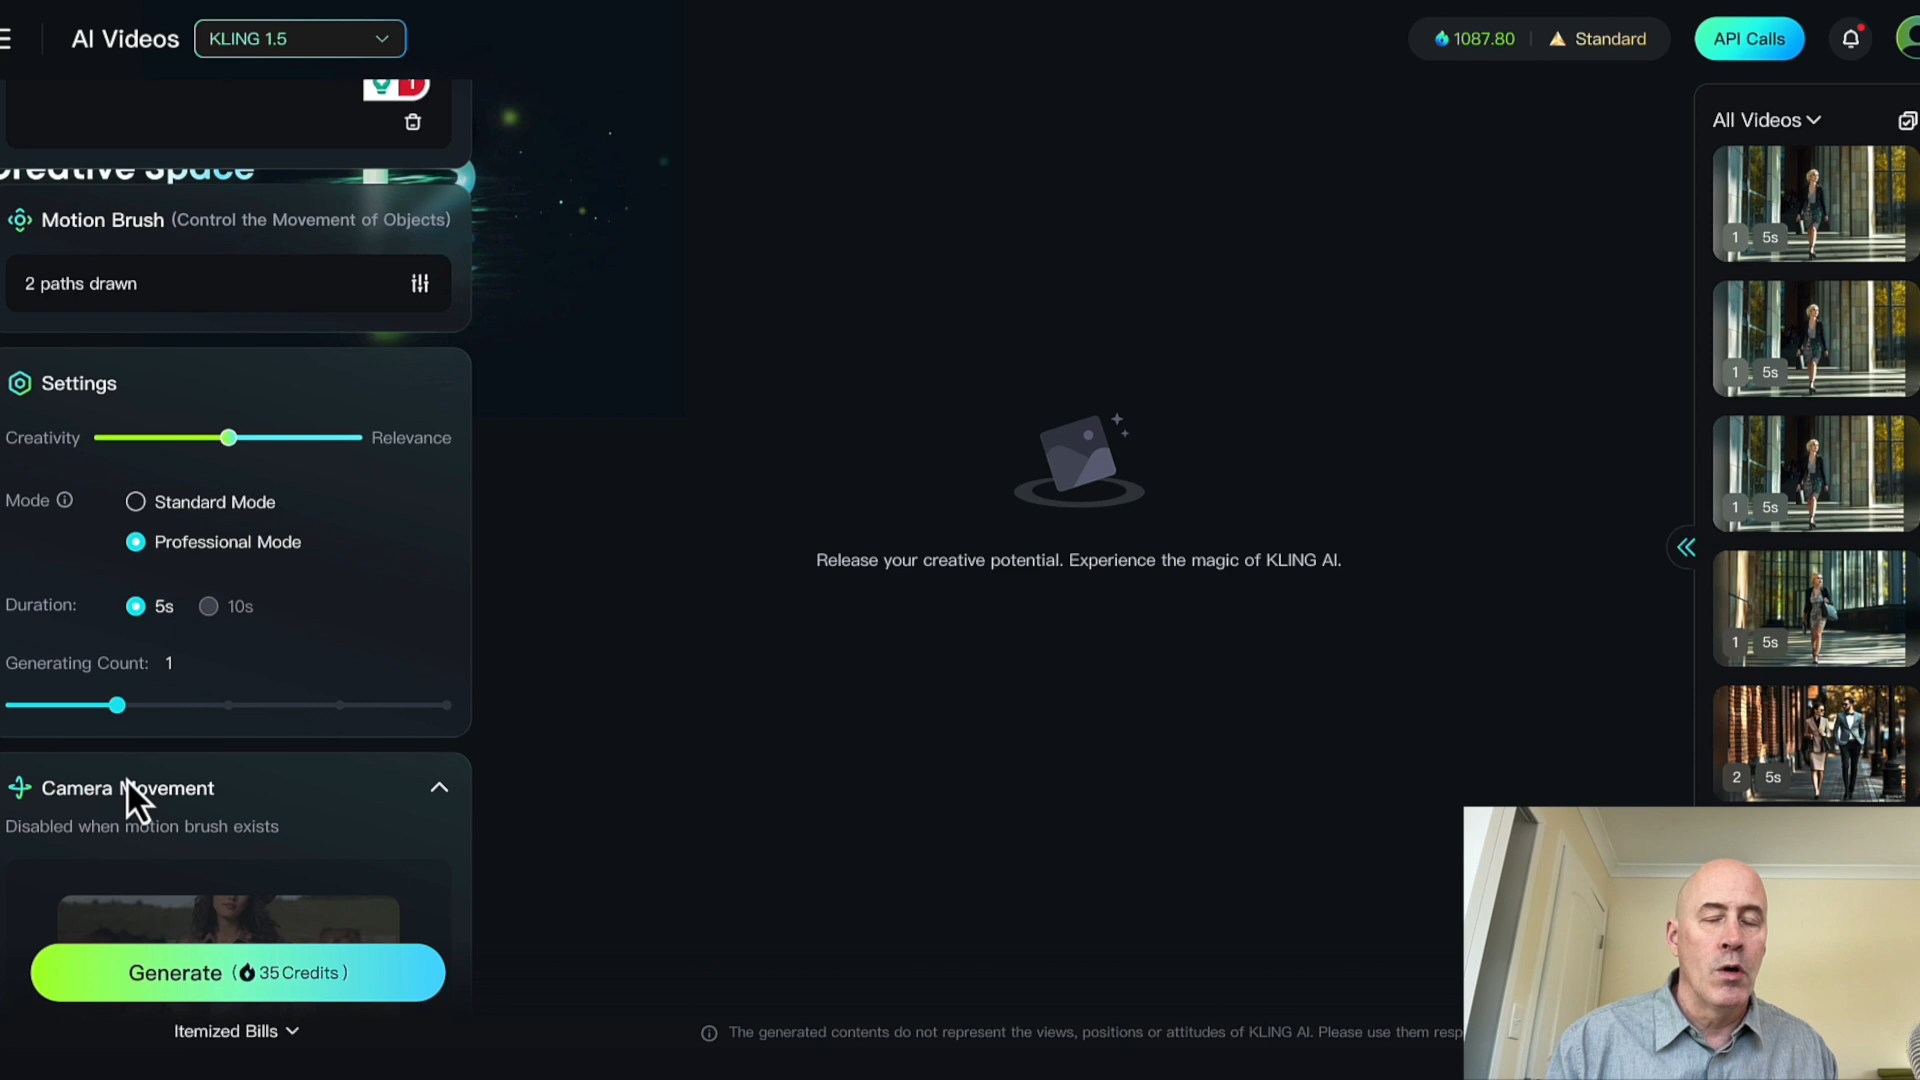 AI Videos
KLING 1.5
1087.80
Standard
API Calls
All Videos
Creative Space
Motion Brush (Control the Movement of Objects)
2 paths drawn
1 5s
1 5s
Settings
Creativity
Relevance
1 5s
Mode
Standard Mode
Professional Mode
Release your creative potential. Experience the magic of KLING AI.
Duration:
5s
10s
1 5s
Generating Count: 1
2 5s
Camera Movement
Disabled when motion brush exists
Generate ( 35 Credits )
Itemized Bills
The generated contents do not represent the views, positions or attitudes of KLING AI. Please use them resp